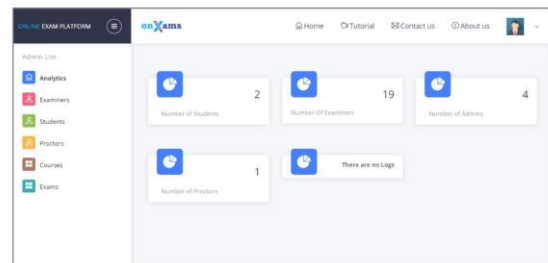 ONLINE EXAM PLATFORM
onXams
Home Tutorial Contact us About us
Admin List
Analytics
Examiners
Students
Proctors
Courses
Exams
2
Number of Students
19
Number Of Examiners
4
Number of Admins
1
Number of Proctors
There are no Logs